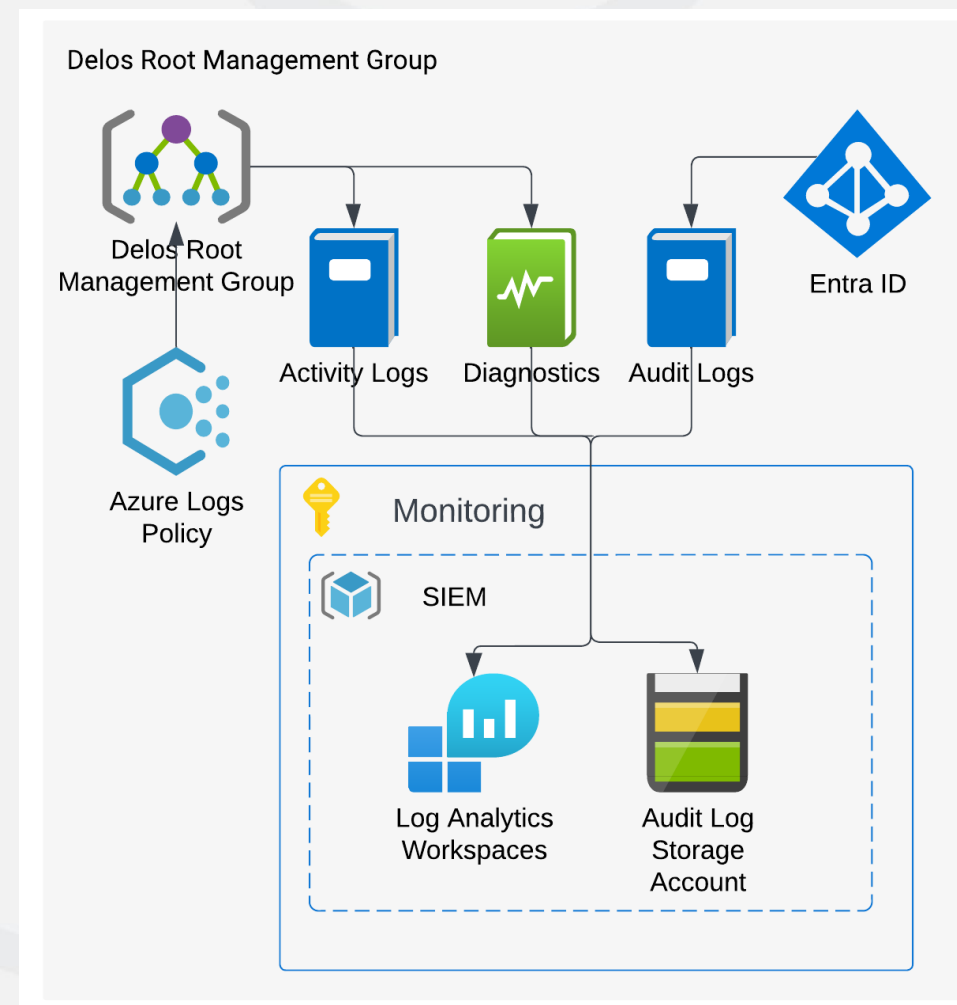 Delos Root Management Group
Delos Root
Management Group
Entra ID
Activity Logs
Diagnostics
Audit Logs
Azure Logs
Policy
Monitoring
SIEM
Log Analytics
Workspaces
Audit Log
Storage
Account